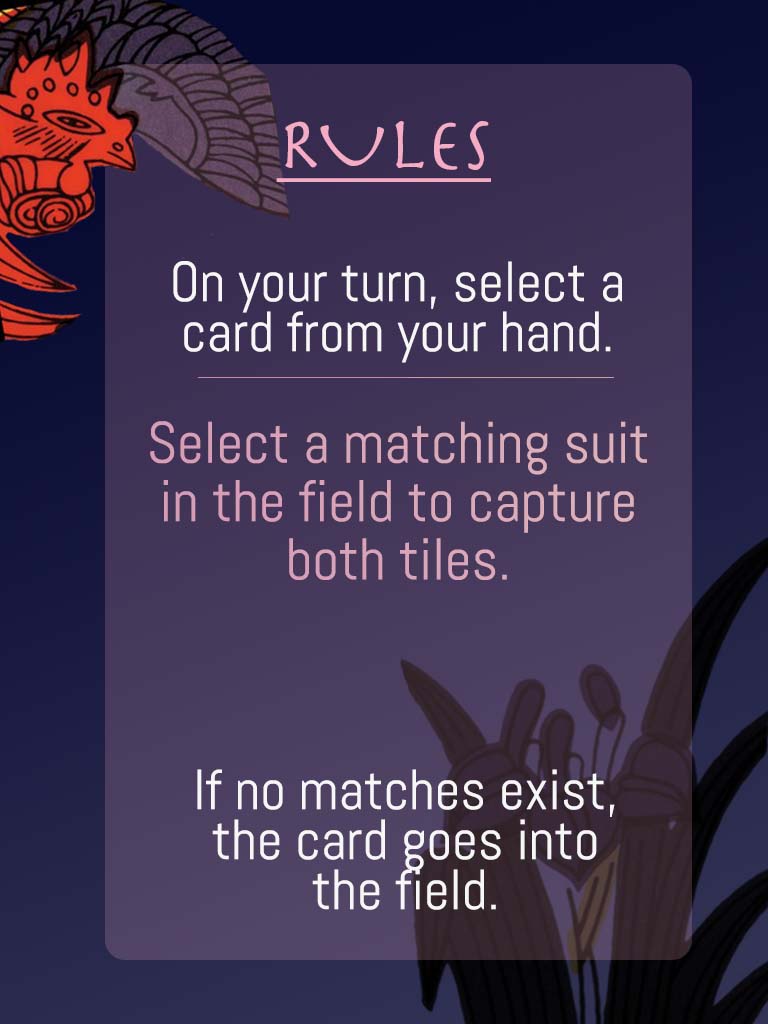 RULES
On your turn, select a
card from your hand.
Select a matching suit
in the field to capture
both tiles.
If no matches exist,
the card goes into
the field.